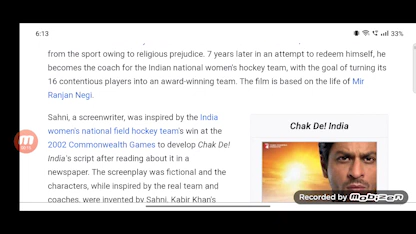 6:13
33%
from the sport owing to religious prejudice. 7 years later in an attempt to redeem himself, he
becomes the coach for the Indian national women's hockey team, with the goal of turning its
16 contentious players into an award-winning team. The film is based on the life of Mir
Ranjan Negi.
Sahni, a screenwriter, was inspired by the India
women's national field hockey team's win at the
2002 Commonwealth Games to develop Chak De!
India's script after reading about it in a
newspaper. The screenplay was fictional and the
characters, while inspired by the real team and
coaches, were invented by Sahni. Kabir Khan's
Chak De! India
Recorded by Mobizen